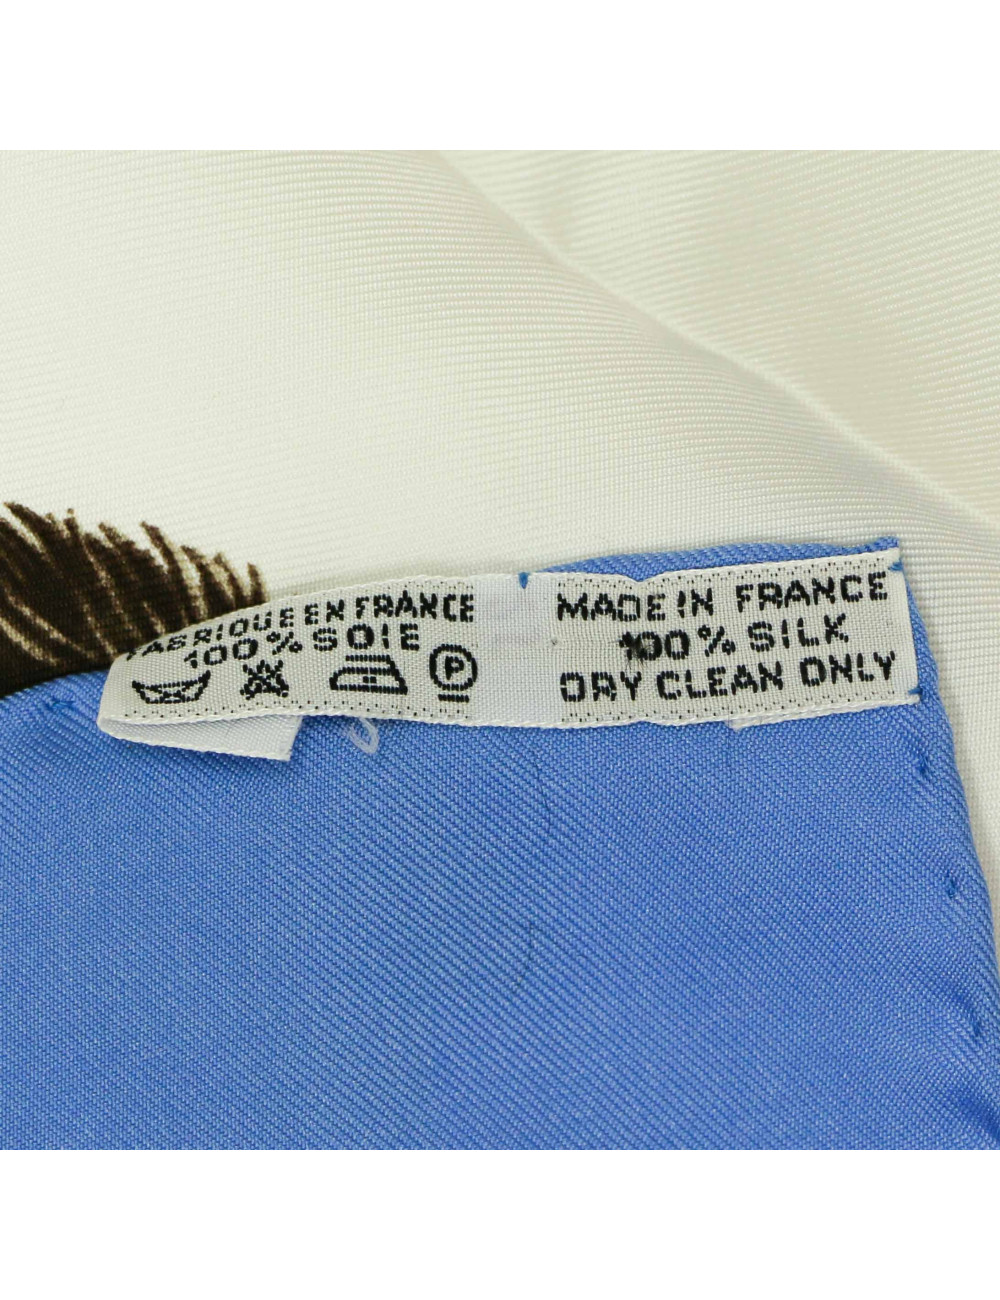 FABRIQUE EN FRANCE
100% SOIE
P
MADE IN FRANCE
100% SILK
DRY CLEAN ONLY